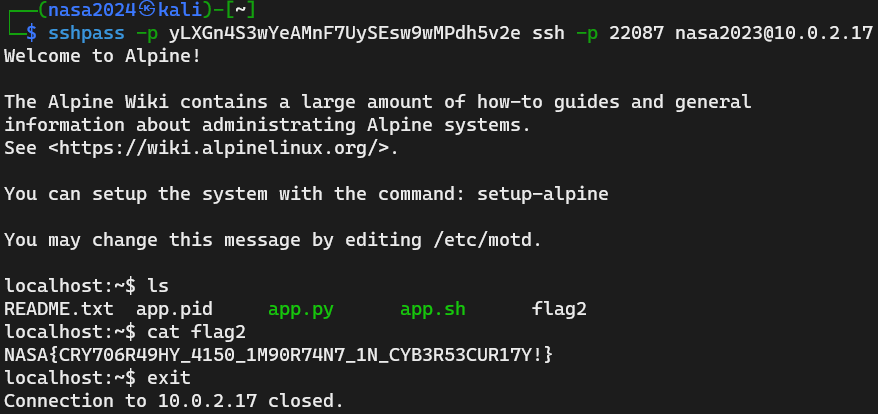 ┌──(nasa2024㉿kali)-[~]
└─$ sshpass -p yLXGn4S3wYeAMnF7UySEsw9wMPdh5v2e ssh -p 22087 nasa2023@10.0.2.17
Welcome to Alpine!
The Alpine Wiki contains a large amount of how-to guides and general
information about administrating Alpine systems.
See <https://wiki.alpinelinux.org/>.
You can setup the system with the command: setup-alpine
You may change this message by editing /etc/motd.
localhost:~$ ls
README.txt  app.pid     app.py      app.sh      flag2
localhost:~$ cat flag2
NASA{CRY706R49HY_4150_1M90R74N7_1N_CYB3R53CUR17Y!}
localhost:~$ exit
Connection to 10.0.2.17 closed.